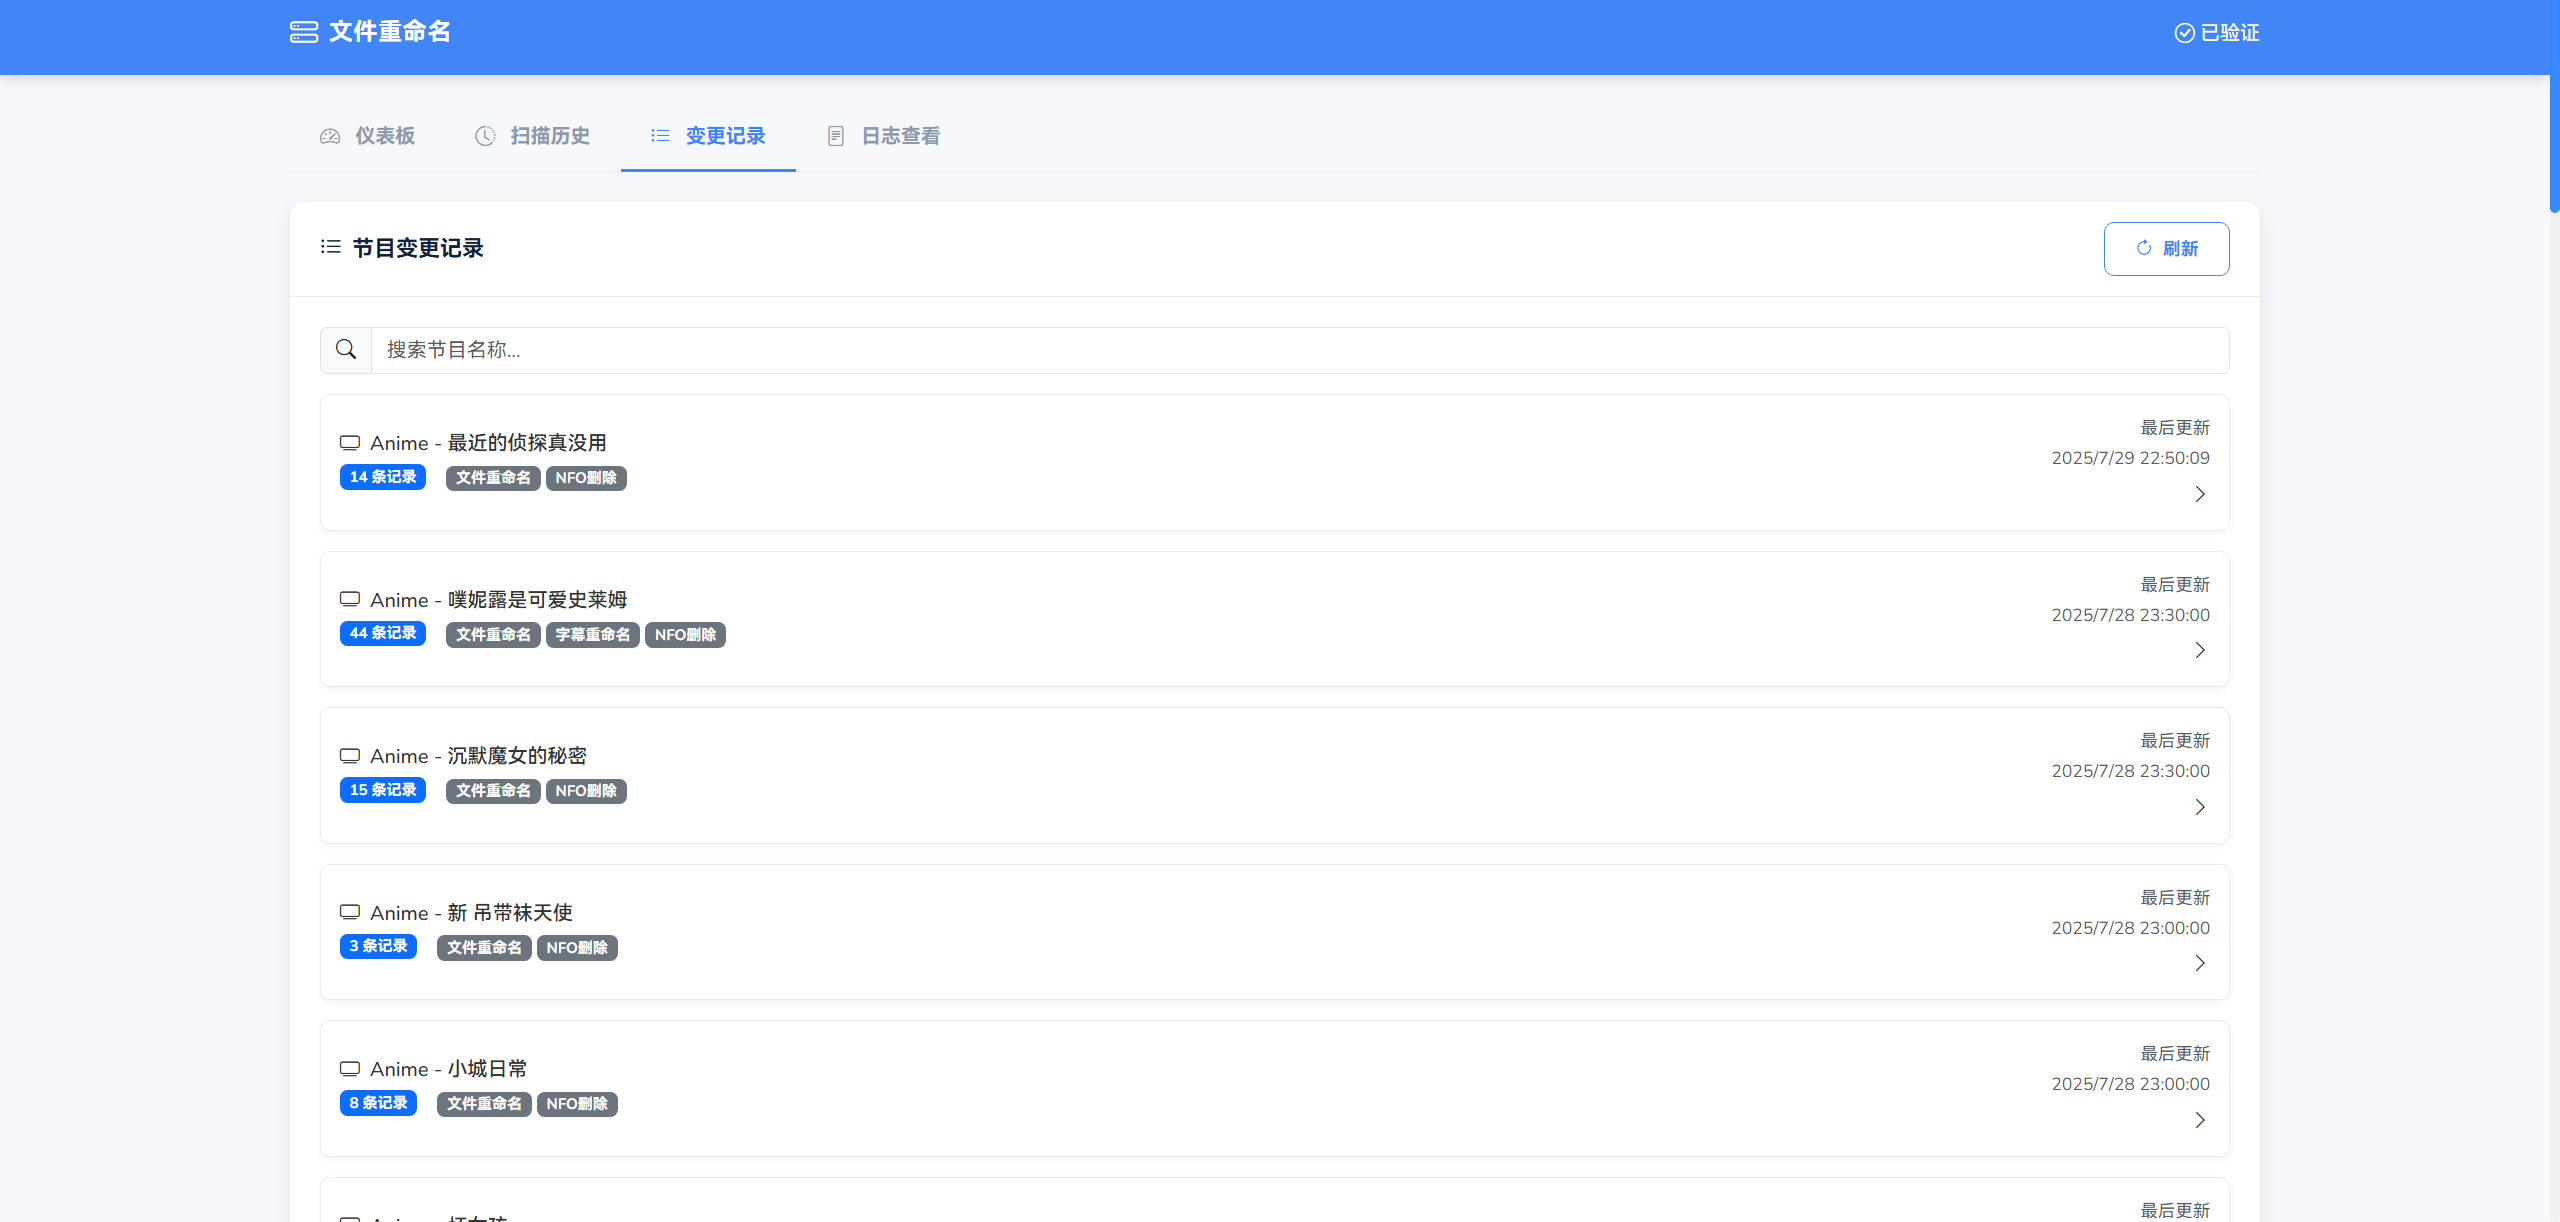 文件重命名
已验证
仪表板
扫描历史
变更记录
日志查看
节目变更记录
刷新
搜索节目名称...
Anime - 最近的侦探真没用
14 条记录 文件重命名 NFO删除
最后更新
2025/7/29 22:50:09
Anime - 噗妮露是可爱史莱姆
44 条记录 文件重命名 字幕重命名 NFO删除
最后更新
2025/7/28 23:30:00
Anime - 沉默魔女的秘密
15 条记录 文件重命名 NFO删除
最后更新
2025/7/28 23:30:00
Anime - 新 吊带袜天使
3 条记录 文件重命名 NFO删除
最后更新
2025/7/28 23:00:00
Anime - 小城日常
8 条记录 文件重命名 NFO删除
最后更新
2025/7/28 23:00:00
最后更新